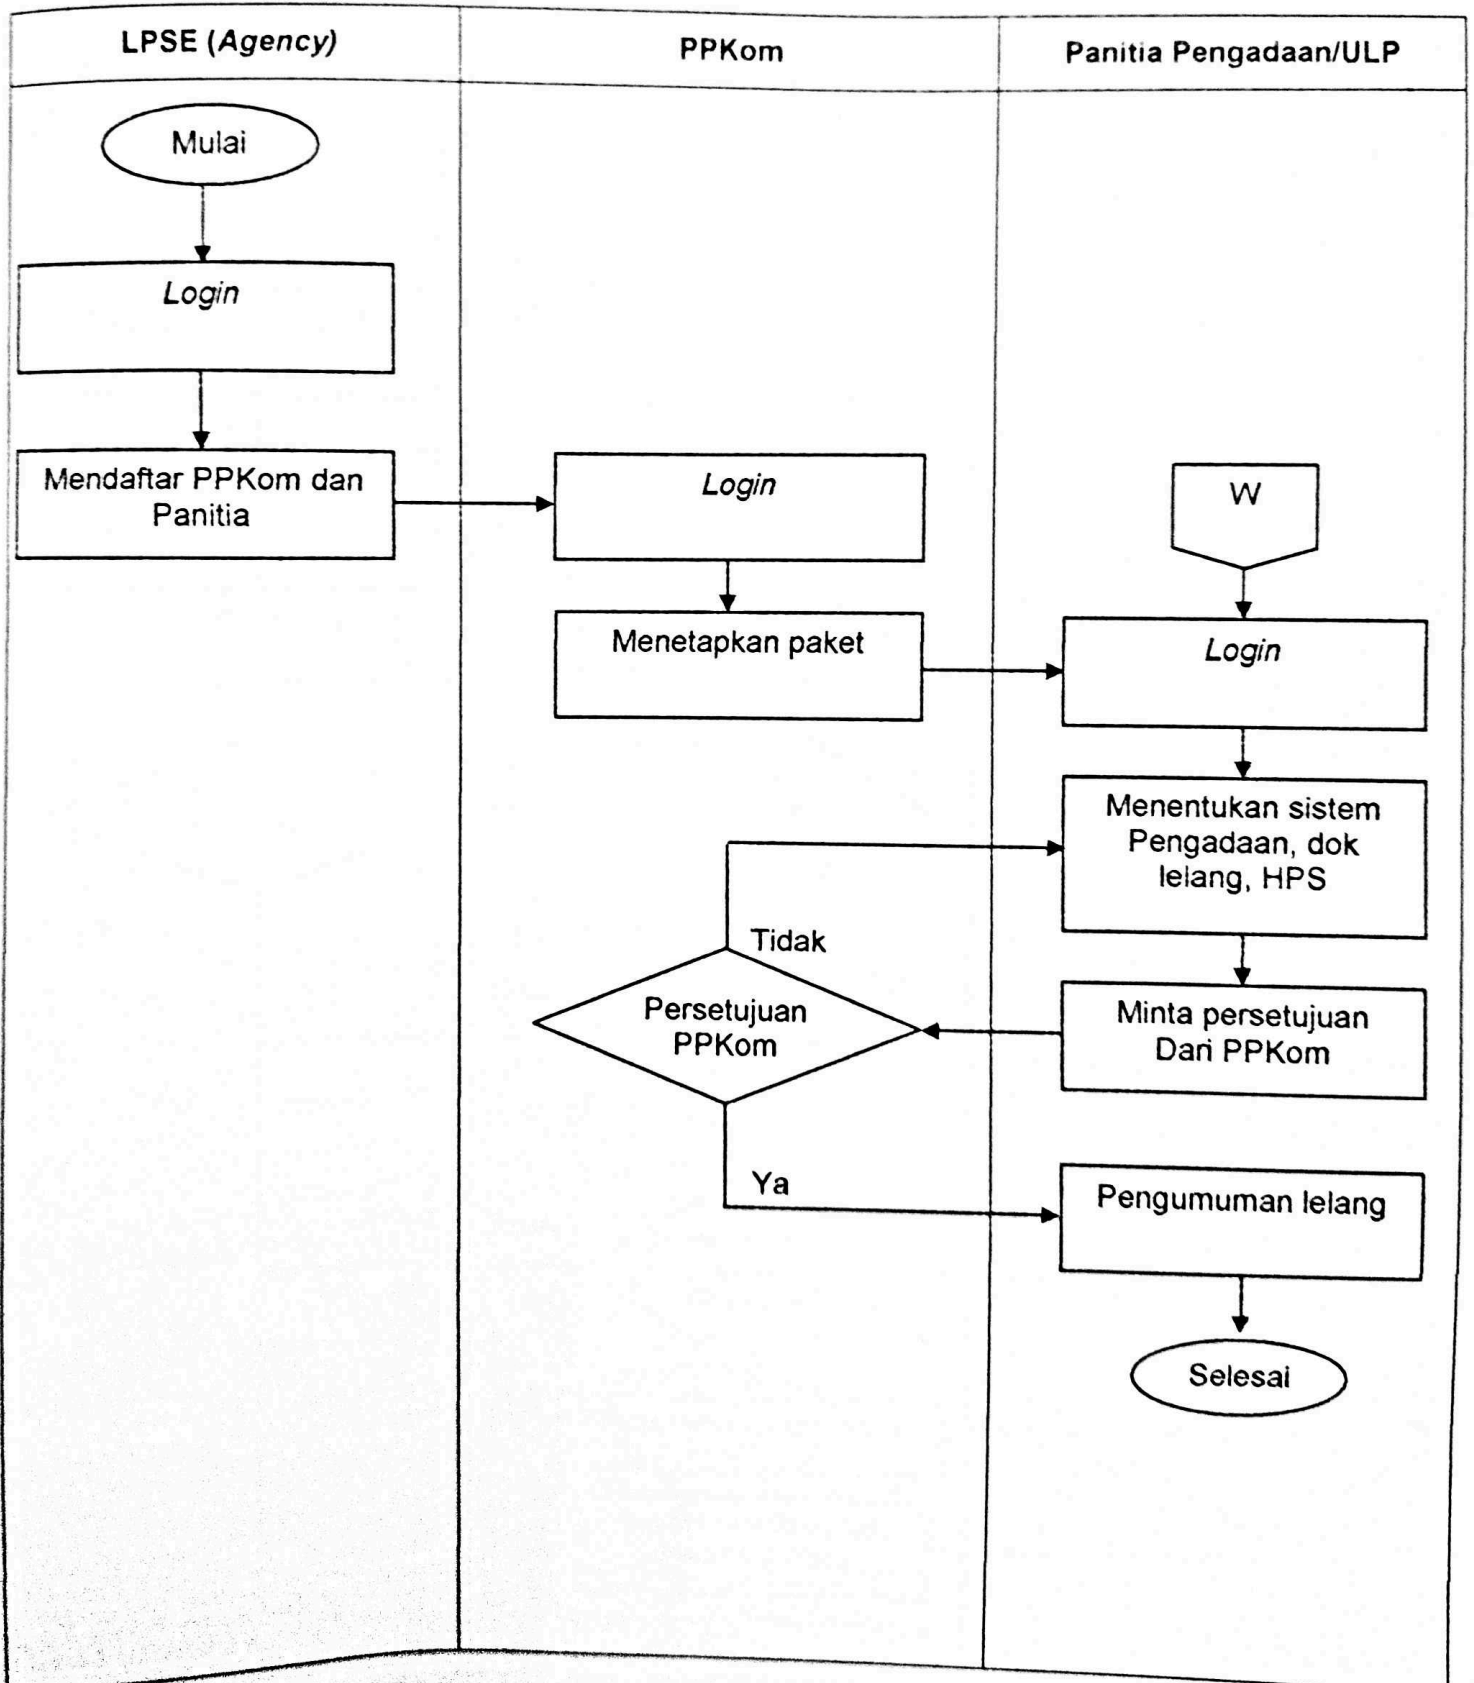 LPSE (Agency)
PPKom
Panitia Pengadaan/ULP
Mulai
Login
Mendaftar PPKom dan
Panitia
Login
Menetapkan paket
W
Login
Menentukan sistem
Pengadaan, dok
lelang, HPS
Minta persetujuan
Dari PPKom
Tidak
Persetujuan
PPKom
Ya
Pengumuman lelang
Selesai